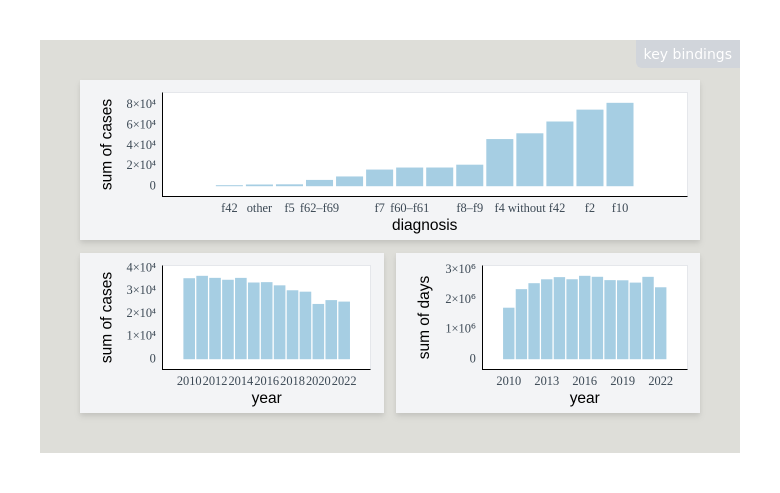 key bindings
sum of cases
8×10⁴
6×10⁴
4×10⁴
2×10⁴
0
f42 other f5 f62–f69 f7 f60–f61 f8–f9 f4 without f42 f2 f10
diagnosis
sum of cases
4×10⁴
3×10⁴
2×10⁴
1×10⁴
0
2010 2012 2014 2016 2018 2020 2022
year
sum of days
3×10⁶
2×10⁶
1×10⁶
0
2010 2013 2016 2019 2022
year